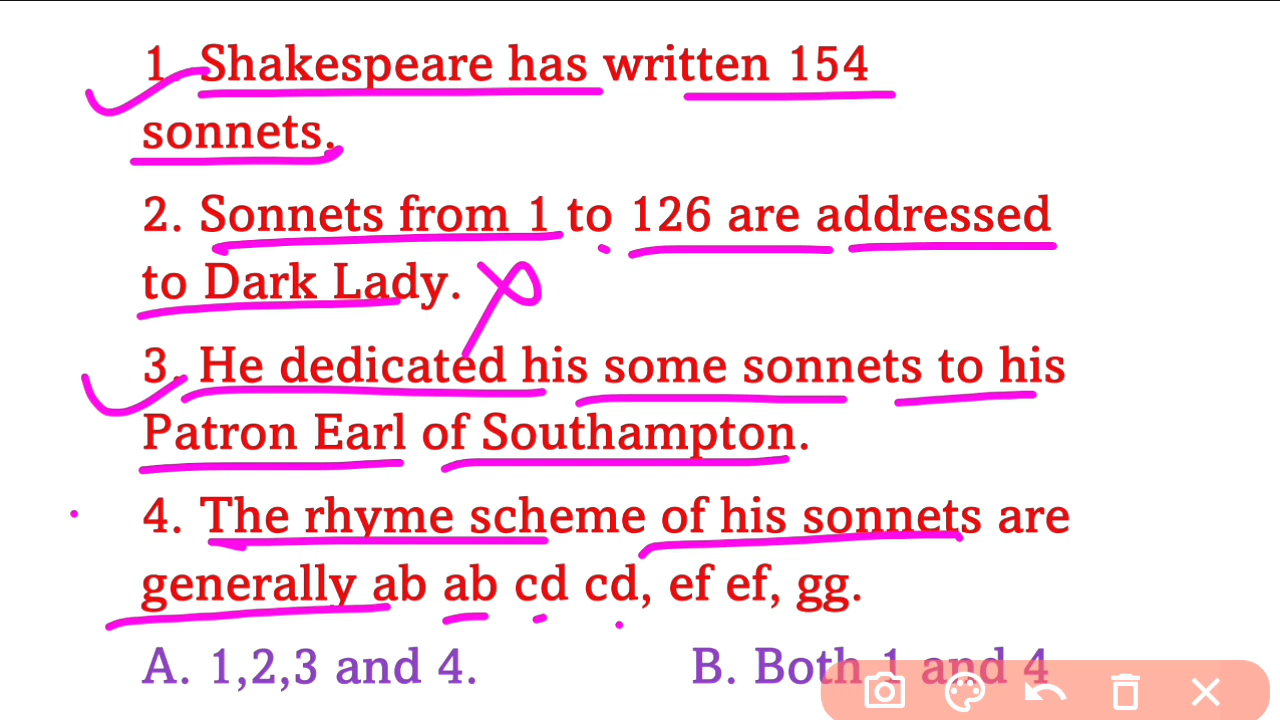 1. Shakespeare has written 154
sonnets.
2. Sonnets from 1 to 126 are addressed
to Dark Lady.
3. He dedicated his some sonnets to his
Patron Earl of Southampton.
4. The rhyme scheme of his sonnets are
generally ab ab cd cd, ef ef, gg.
A. 1,2,3 and 4. B. Both 1 and 4